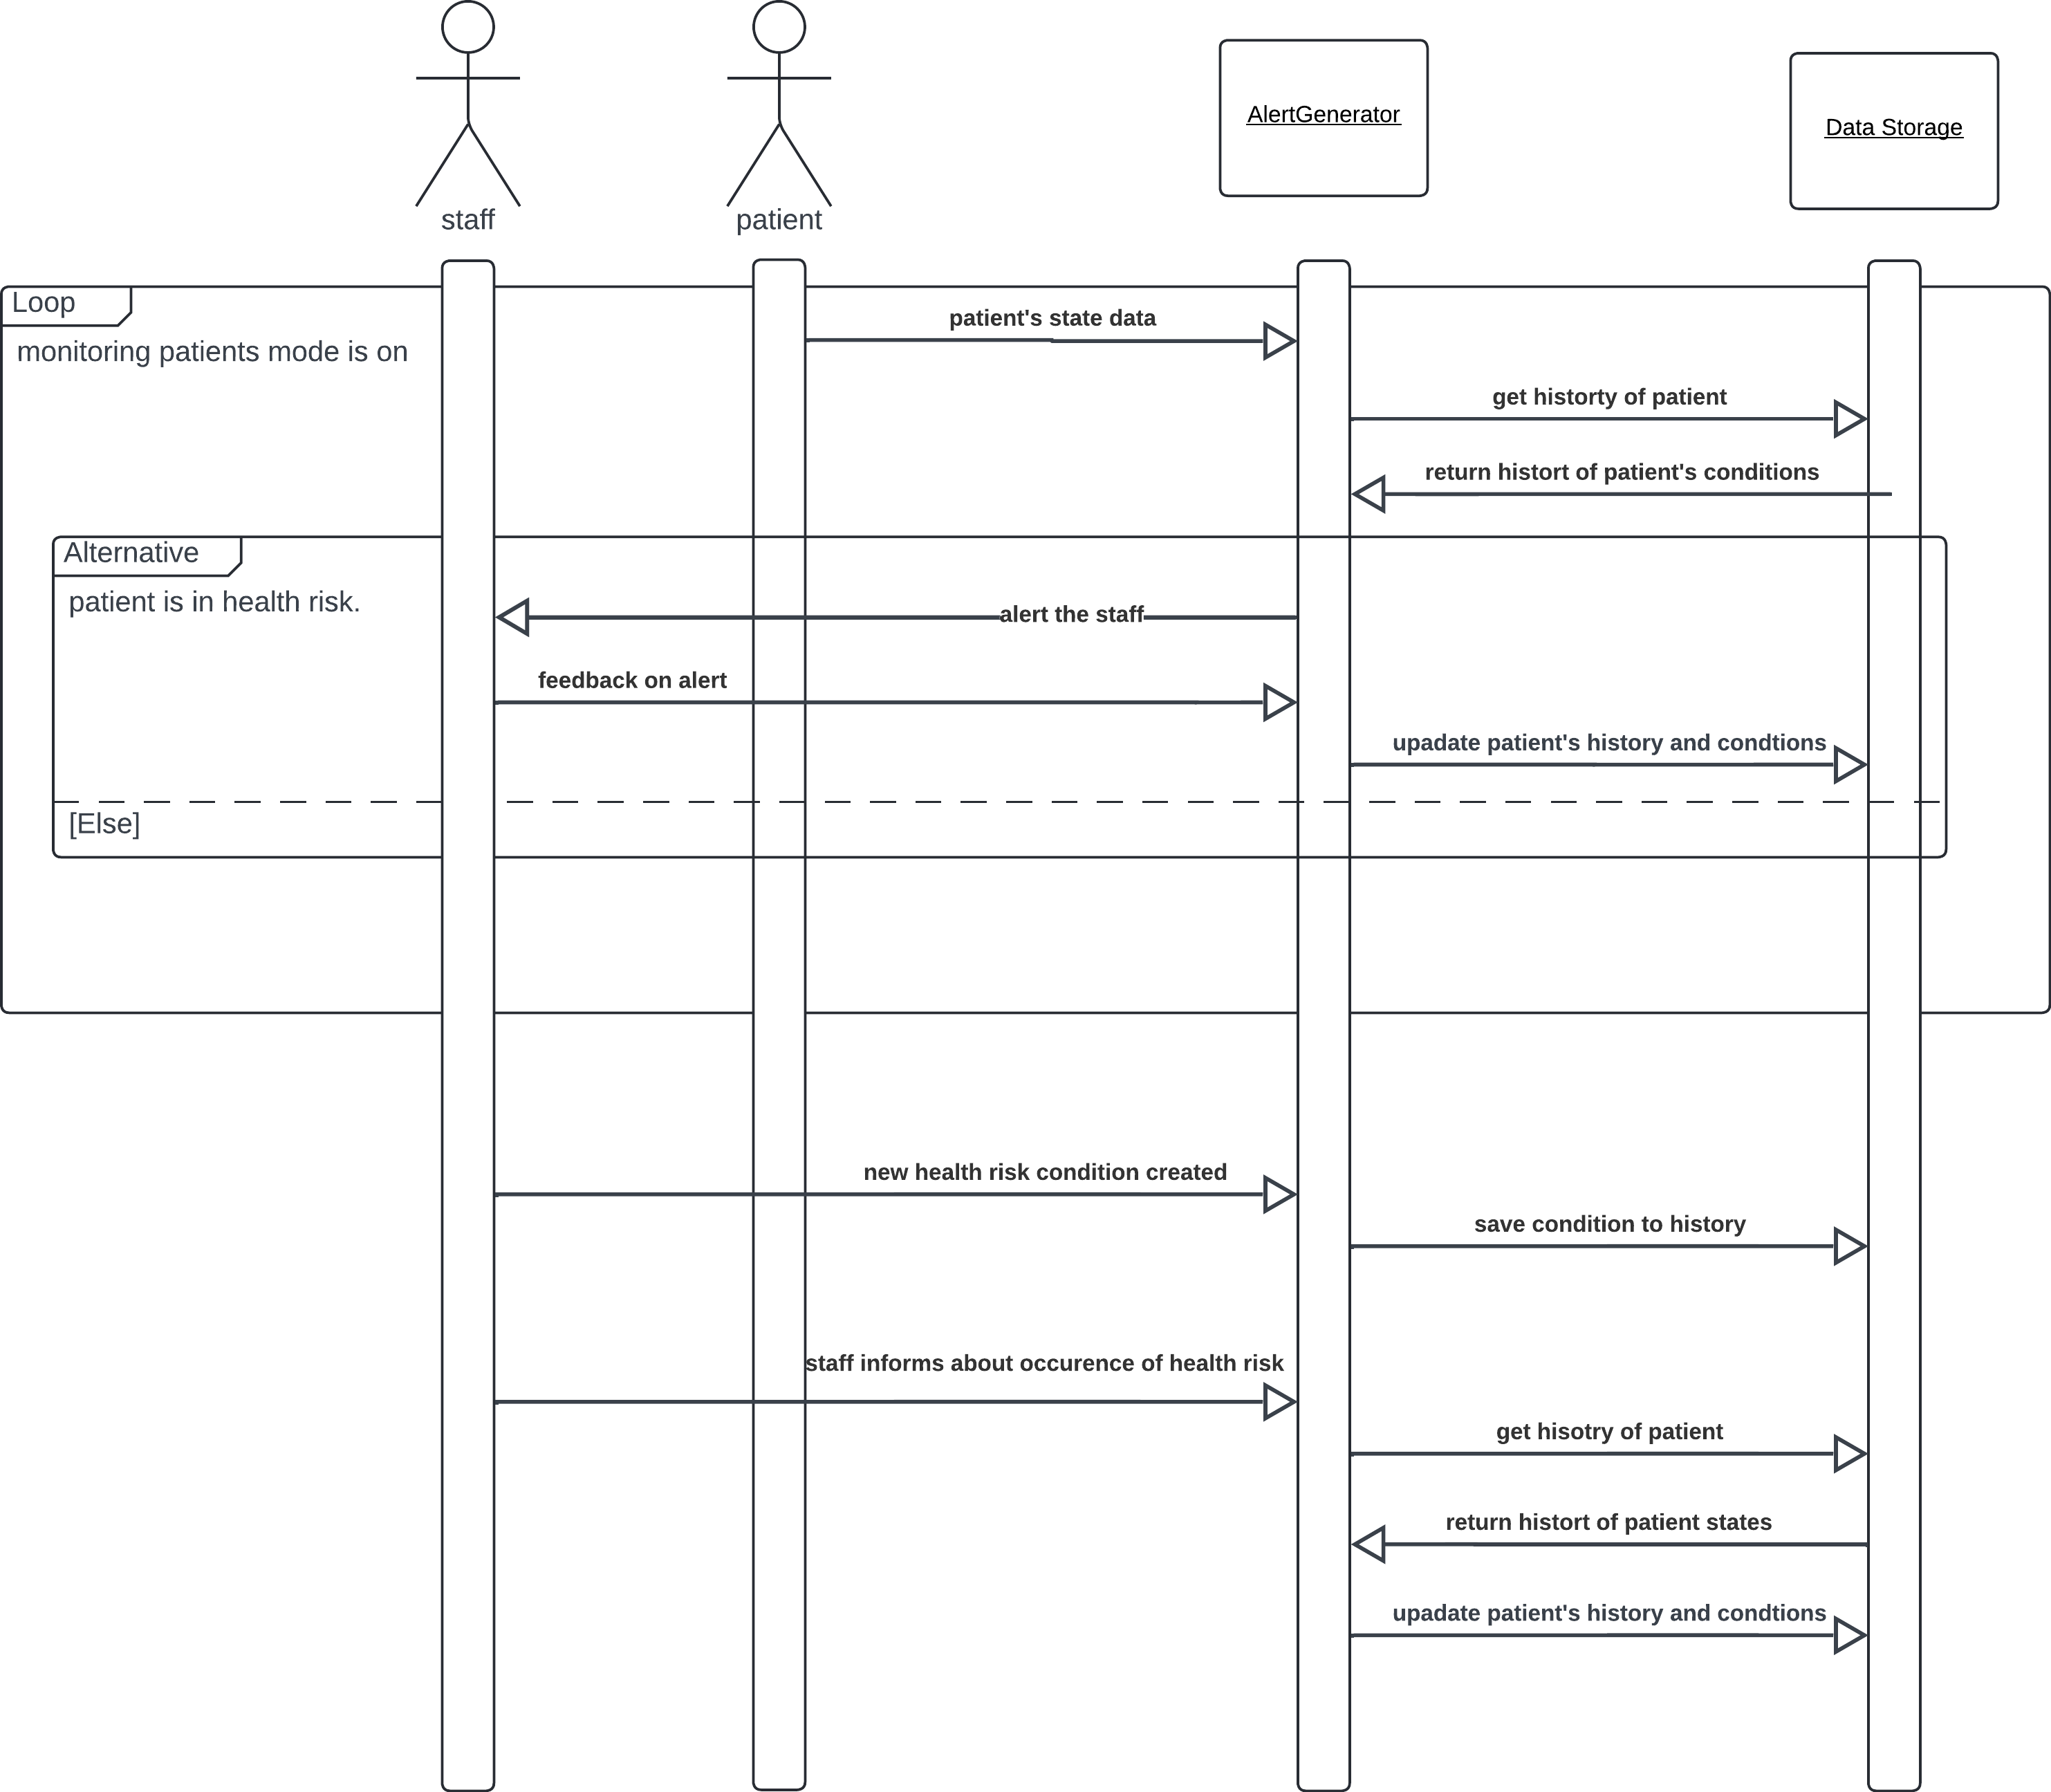 staff
patient
AlertGenerator
Data Storage
Loop
monitoring patients mode is on
patient's state data
get historty of patient
return histort of patient's conditions
Alternative
patient is in health risk.
alert the staff
feedback on alert
upadate patient's history and condtions
[Else]
new health risk condition created
save condition to history
staff informs about occurence of health risk
get hisotry of patient
return histort of patient states
upadate patient's history and condtions